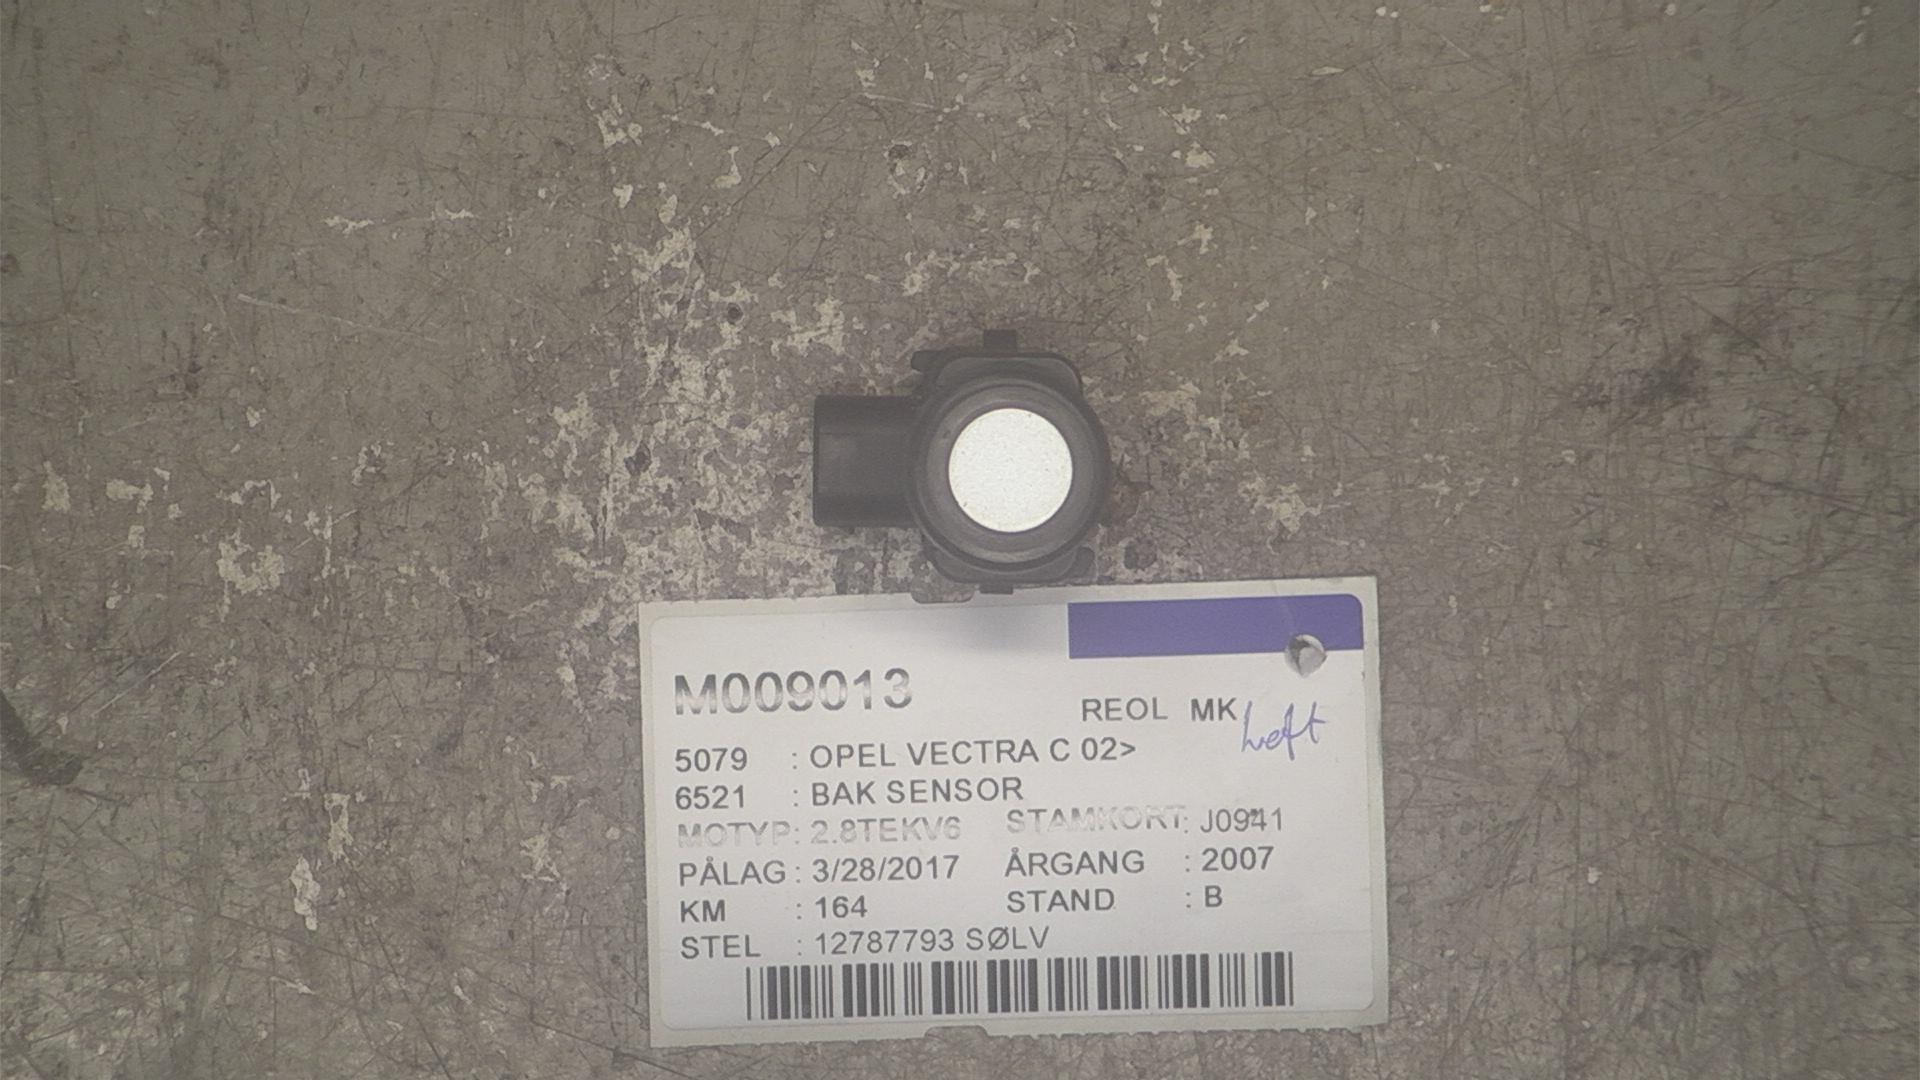 M009013
REOL MK
5079 : OPEL VECTRA C 02>
6521 : BAK SENSOR
MOTYP: 2.8TEKV6 STAMKORT: J0941
PÅLAG : 3/28/2017 ÅRGANG : 2007
KM : 164 STAND : B
STEL : 12787793 SØLV